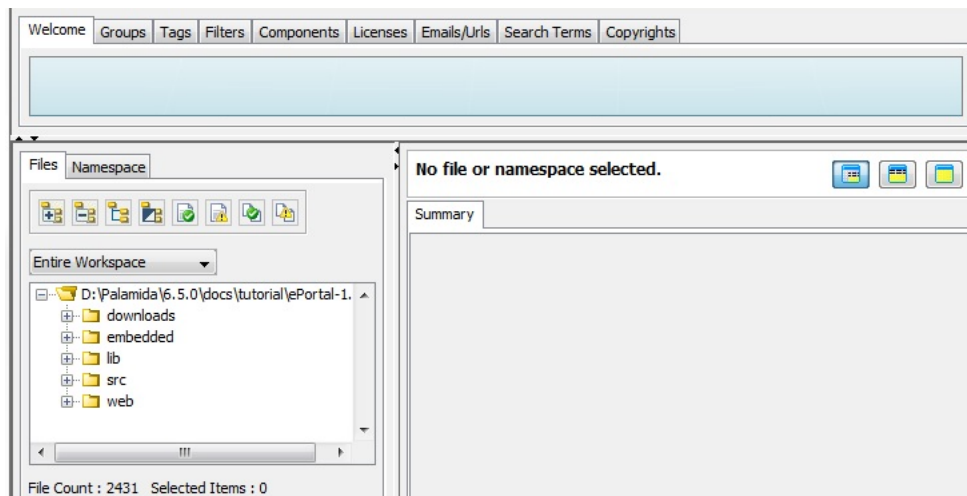 Welcome Groups Tags Filters Components Licenses Emails/Urls Search Terms Copyrights
Files Namespace
No file or namespace selected.
Summary
Entire Workspace
D:\Palamida\6.5.0\docs\tutorial\ePortal-1.
downloads
embedded
lib
src
web
File Count : 2431 Selected Items : 0